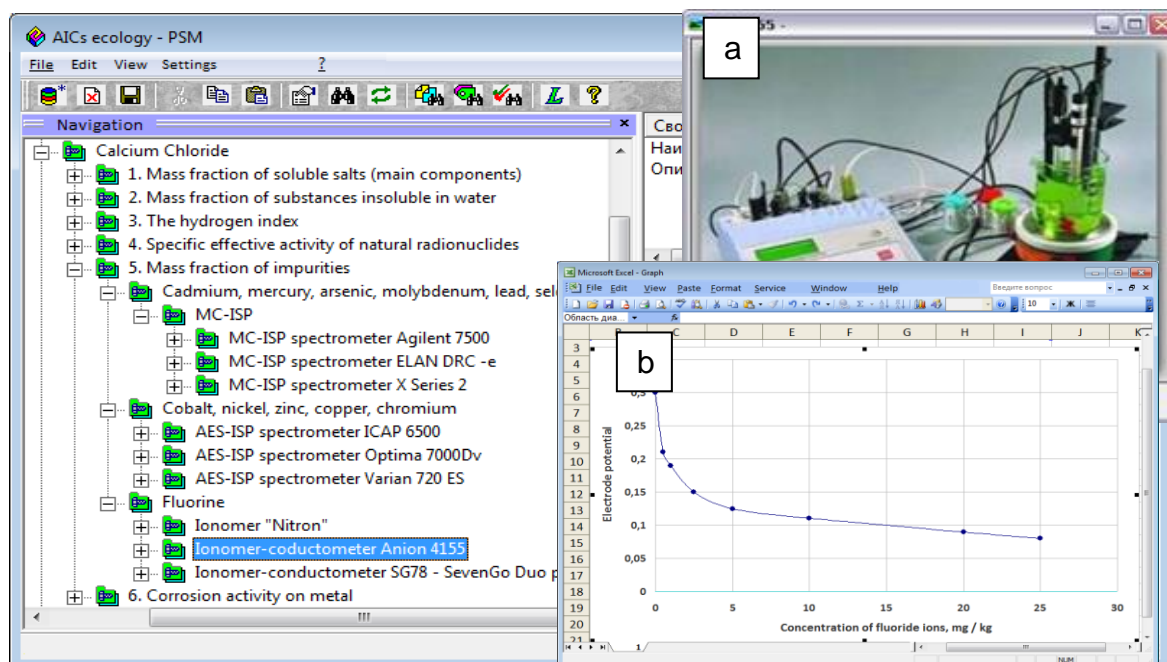 AICs ecology - PSM
File Edit View Settings ?
Navigation
Calcium Chloride
1. Mass fraction of soluble salts (main components)
2. Mass fraction of substances insoluble in water
3. The hydrogen index
4. Specific effective activity of natural radionuclides
5. Mass fraction of impurities
Cadmium, mercury, arsenic, molybdenum, lead, sel
MC-ISP
MC-ISP spectrometer Agilent 7500
MC-ISP spectrometer ELAN DRC -e
MC-ISP spectrometer X Series 2
Cobalt, nickel, zinc, copper, chromium
AES-ISP spectrometer ICAP 6500
AES-ISP spectrometer Optima 7000Dv
AES-ISP spectrometer Varian 720 ES
Fluorine
Ionomer "Nitron"
Ionomer-coductometer Anion 4155
Ionomer-conductometer SG78 - SevenGo Duo p
6. Corrosion activity on metal
Сво
Наи
Опи
a
55 -
Microsoft Excel - Graph
File Edit View Paste Format Service Window Help
Введите вопрос
10
Ж
Область диа...
C D E F G H I J K
3
4
5
6
7
8
9
10
11
12
13
14
15
16
17
18
19
20
21
b
0,3
0,25
0,2
0,15
0,1
0,05
0
Electrode potential
0 5 10 15 20 25 30
Concentration of fluoride ions, mg / kg
1
NUM